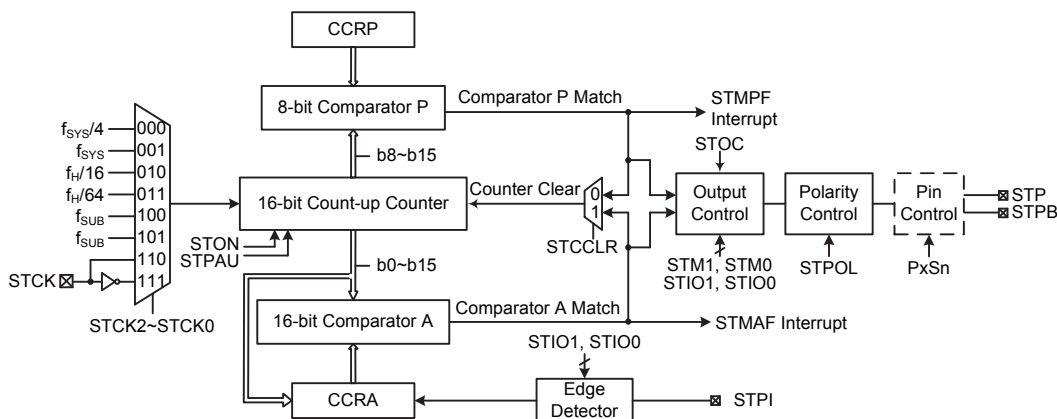 CCRP
8-bit Comparator P
Comparator P Match
STMPF
Interrupt
b8~b15
STOC
fSYS/4
000
fSYS
001
fH/16
010
fH/64
011
fSUB
100
fSUB
101
110
111
STCK
STCK2~STCK0
16-bit Count-up Counter
Counter Clear
0
1
STCCLR
STON
STPAU
Output
Control
Polarity
Control
Pin
Control
STP
STPB
STM1, STM0
STIO1, STIO0
STPOL
PxSn
b0~b15
16-bit Comparator A
Comparator A Match
STMAF Interrupt
STIO1, STIO0
CCRA
Edge
Detector
STPI